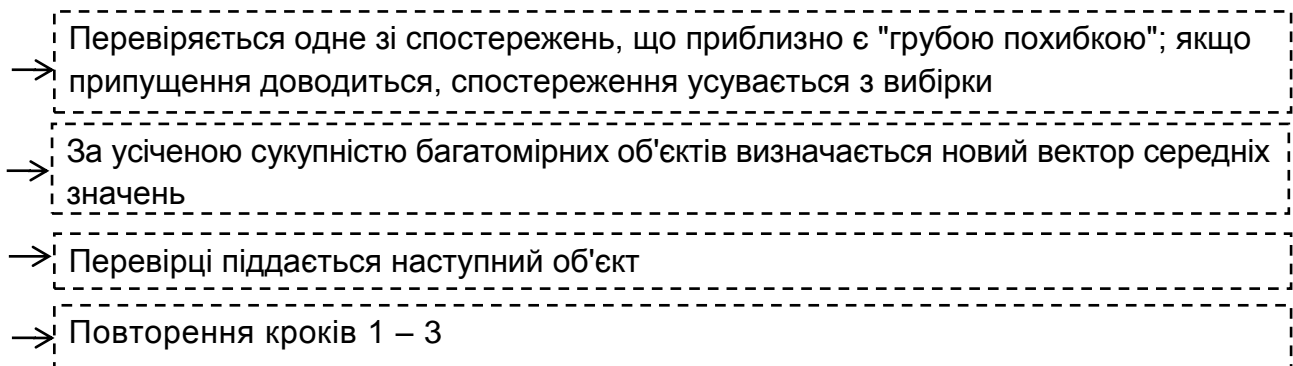 Перевіряється одне зі спостережень, що приблизно є "грубою похибкою"; якщо
припущення доводиться, спостереження усувається з вибірки
За усіченою сукупністю багатомірних об'єктів визначається новий вектор середніх
значень
Перевірці піддається наступний об'єкт
Повторення кроків 1 – 3